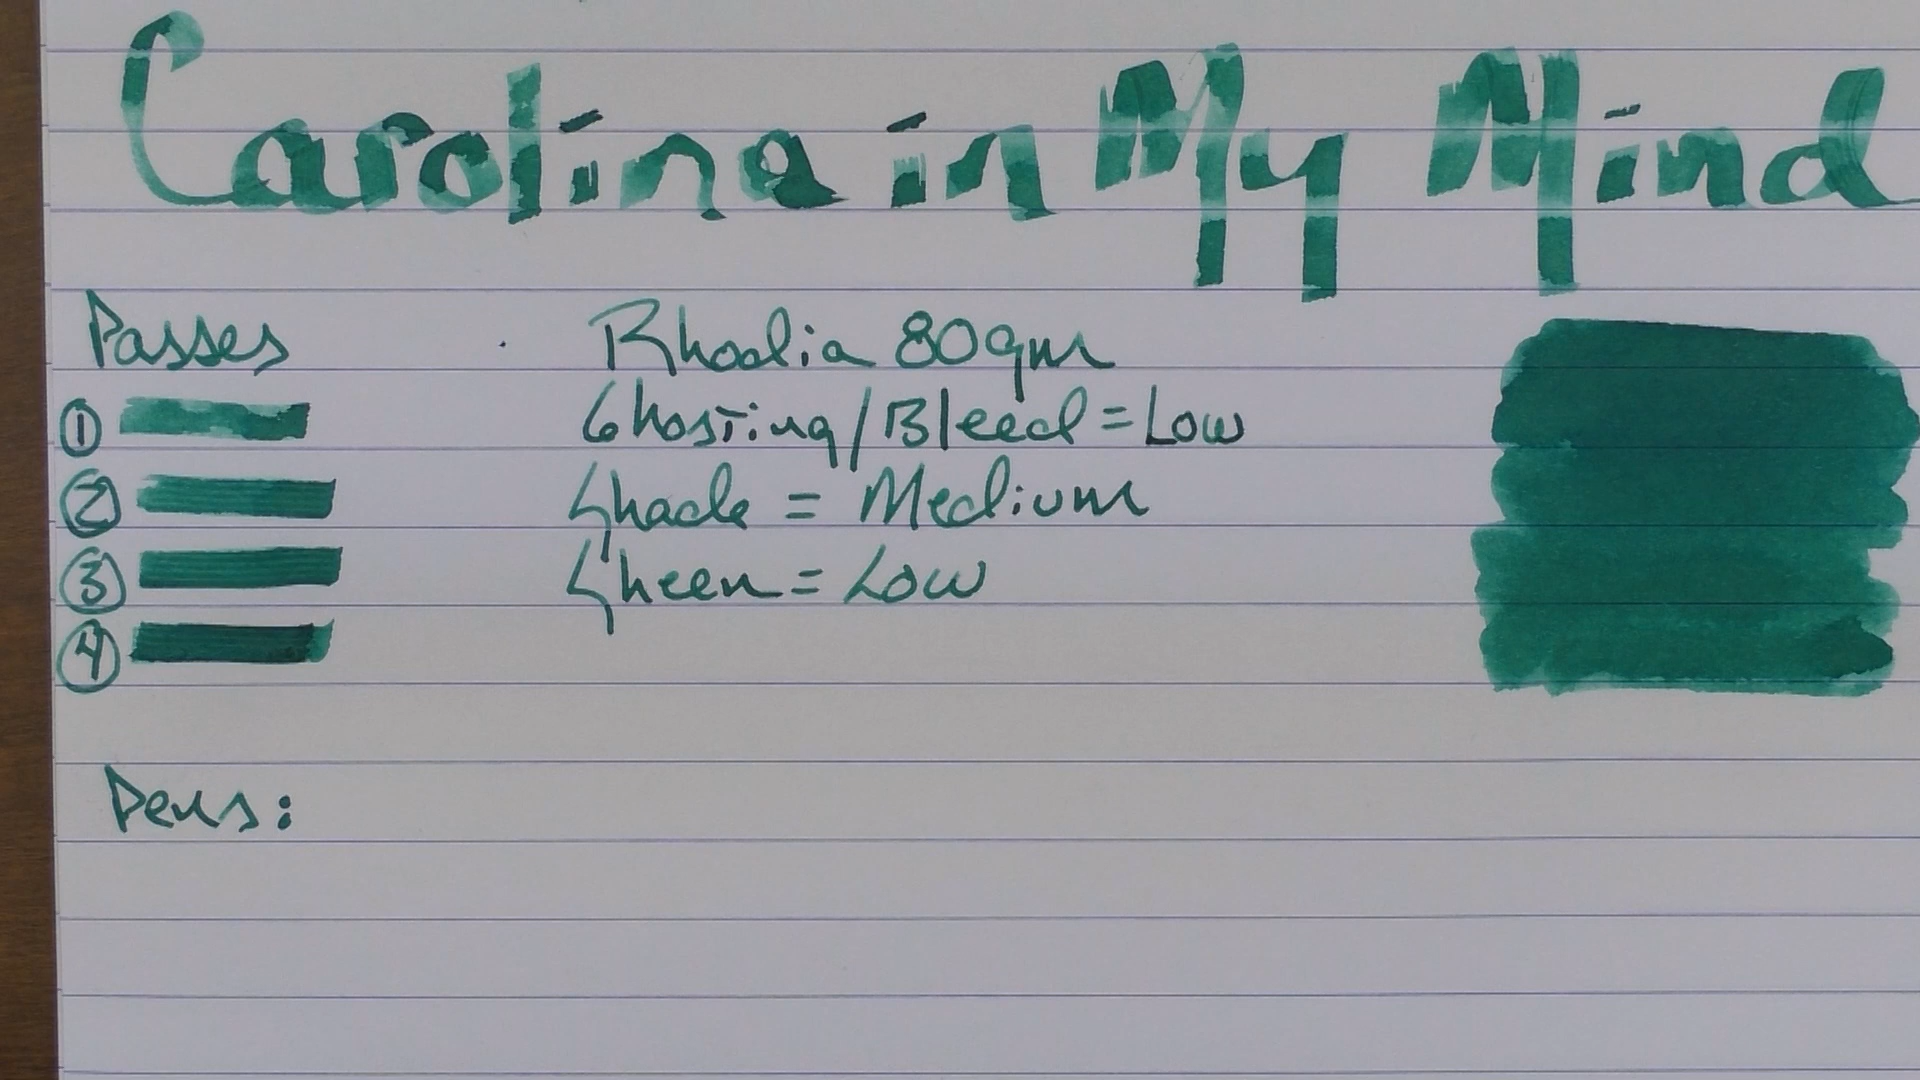 Carolina in My Mind
Passes
Rhodia 80gm
1
Ghosting/Bleed = Low
2
Shade = Medium
3
Sheen = Low
4
Pens: